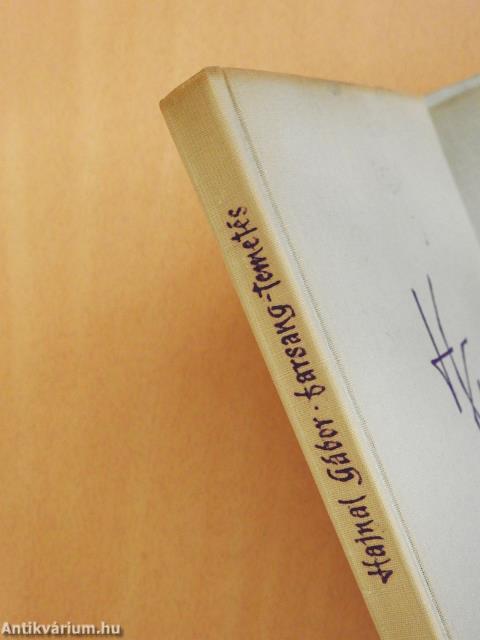 Hajnal Gábor · farsang-temetés
Antikvárium.hu